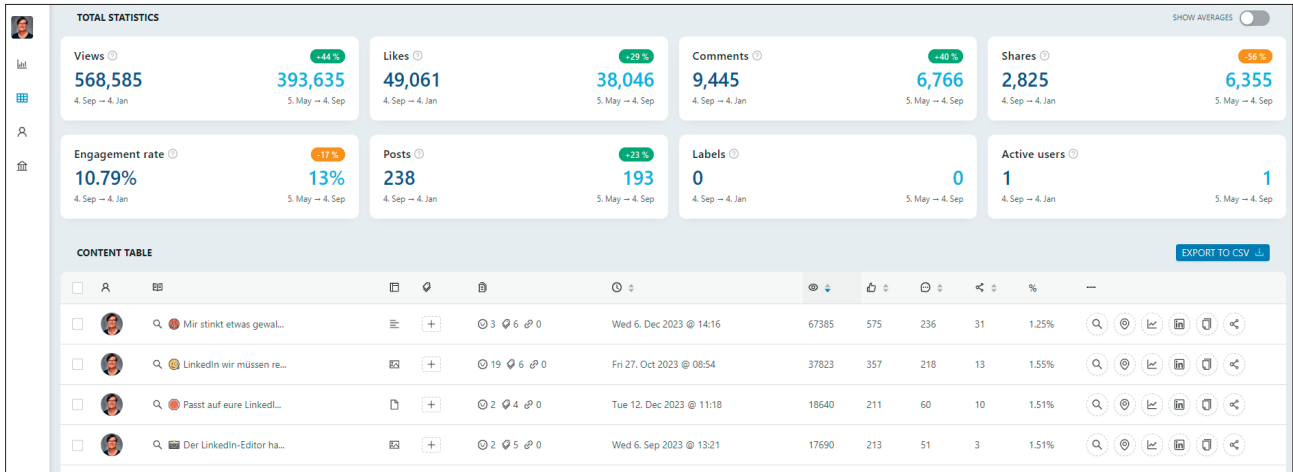 TOTAL STATISTICS
SHOW AVERAGES
Views
+44 %
568,585
393,635
4. Sep → 4. Jan
5. May → 4. Sep
Likes
+29 %
49,061
38,046
4. Sep → 4. Jan
5. May → 4. Sep
Comments
+40 %
9,445
6,766
4. Sep → 4. Jan
5. May → 4. Sep
Shares
-56 %
2,825
6,355
4. Sep → 4. Jan
5. May → 4. Sep
Engagement rate
-17 %
10.79%
13%
4. Sep → 4. Jan
5. May → 4. Sep
Posts
+23 %
238
193
4. Sep → 4. Jan
5. May → 4. Sep
Labels
0
0
4. Sep → 4. Jan
5. May → 4. Sep
Active users
1
1
4. Sep → 4. Jan
5. May → 4. Sep
CONTENT TABLE
EXPORT TO CSV
%
Mir stinkt etwas gewal... 3 6 0 Wed 6. Dec 2023 @ 14:16 67385 575 236 31 1.25%
LinkedIn wir müssen re... 19 6 0 Fri 27. Oct 2023 @ 08:54 37823 357 218 13 1.55%
Passt auf eure LinkedI... 2 4 0 Tue 12. Dec 2023 @ 11:18 18640 211 60 10 1.51%
Der LinkedIn-Editor ha... 2 5 0 Wed 6. Sep 2023 @ 13:21 17690 213 51 3 1.51%